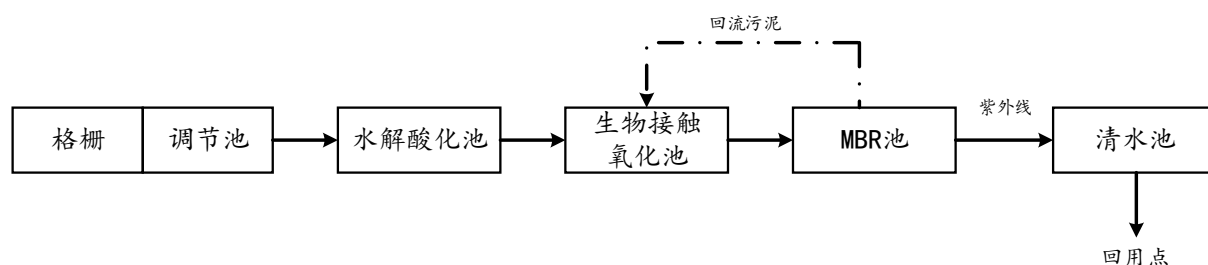 回流污泥
格栅
调节池
水解酸化池
生物接触
氧化池
MBR池
紫外线
清水池
回用点